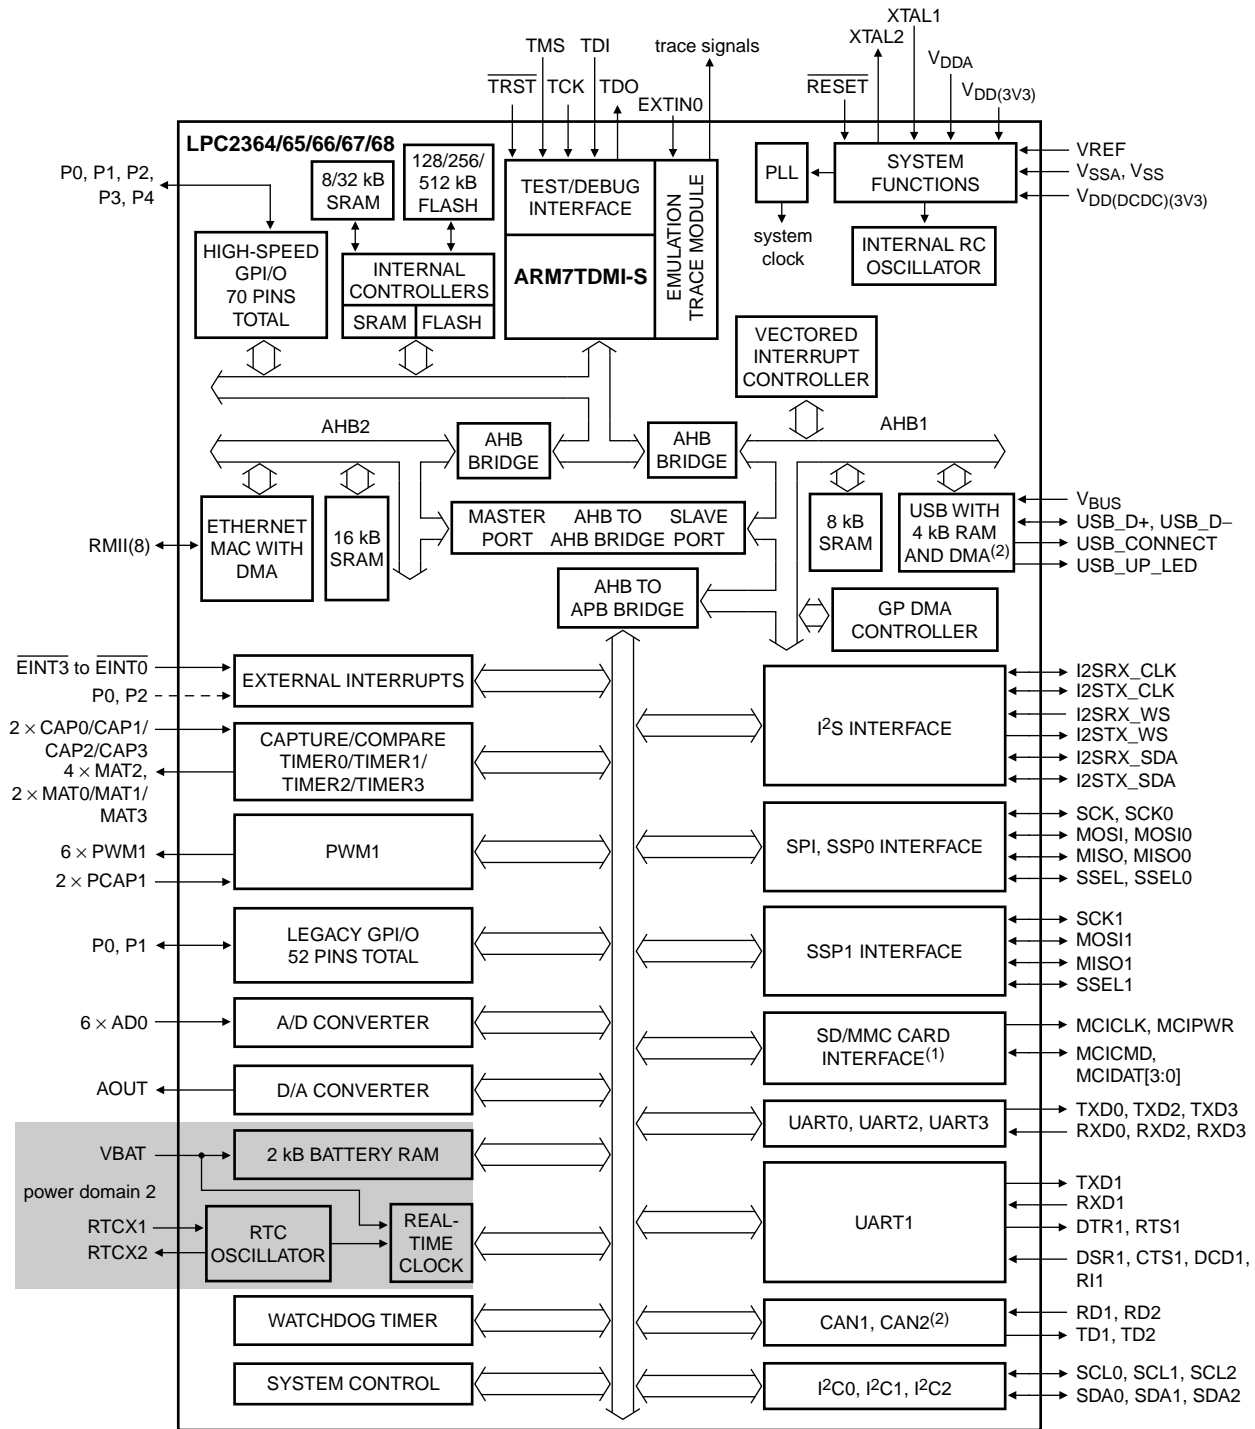 XTAL1
XTAL2
VDDA
VDD(3V3)
TMS TDI trace signals
TRST TCK TDO
EXTIN0
RESET
LPC2364/65/66/67/68
P0, P1, P2,
P3, P4
8/32 kB
SRAM
128/256/
512 kB
FLASH
TEST/DEBUG
INTERFACE
EMULATION
TRACE MODULE
PLL
SYSTEM
FUNCTIONS
VREF
VSSA, VSS
VDD(DCDC)(3V3)
system
clock
INTERNAL RC
OSCILLATOR
HIGH-SPEED
GPI/O
70 PINS
TOTAL
INTERNAL
CONTROLLERS
SRAM FLASH
ARM7TDMI-S
VECTORED
INTERRUPT
CONTROLLER
AHB2
AHB
BRIDGE
AHB
BRIDGE
AHB1
RMII(8)
ETHERNET
MAC WITH
DMA
16 kB
SRAM
MASTER AHB TO SLAVE
PORT AHB BRIDGE PORT
8 kB
SRAM
USB WITH
4 kB RAM
AND DMA(2)
VBUS
USB_D+, USB_D−
USB_CONNECT
USB_UP_LED
AHB TO
APB BRIDGE
GP DMA
CONTROLLER
EINT3 to EINT0
P0, P2
EXTERNAL INTERRUPTS
I2S INTERFACE
I2SRX_CLK
I2STX_CLK
I2SRX_WS
I2STX_WS
I2SRX_SDA
I2STX_SDA
2 × CAP0/CAP1/
CAP2/CAP3
4 × MAT2,
2 × MAT0/MAT1/
MAT3
CAPTURE/COMPARE
TIMER0/TIMER1/
TIMER2/TIMER3
6 × PWM1
2 × PCAP1
PWM1
SPI, SSP0 INTERFACE
SCK, SCK0
MOSI, MOSI0
MISO, MISO0
SSEL, SSEL0
P0, P1
LEGACY GPI/O
52 PINS TOTAL
SSP1 INTERFACE
SCK1
MOSI1
MISO1
SSEL1
6 × AD0
A/D CONVERTER
SD/MMC CARD
INTERFACE(1)
MCICLK, MCIPWR
MCICMD,
MCIDAT[3:0]
AOUT
D/A CONVERTER
UART0, UART2, UART3
TXD0, TXD2, TXD3
RXD0, RXD2, RXD3
VBAT
2 kB BATTERY RAM
power domain 2
RTCX1
RTCX2
RTC
OSCILLATOR
REAL-
TIME
CLOCK
UART1
TXD1
RXD1
DTR1, RTS1
DSR1, CTS1, DCD1,
RI1
WATCHDOG TIMER
CAN1, CAN2(2)
RD1, RD2
TD1, TD2
SYSTEM CONTROL
I2C0, I2C1, I2C2
SCL0, SCL1, SCL2
SDA0, SDA1, SDA2